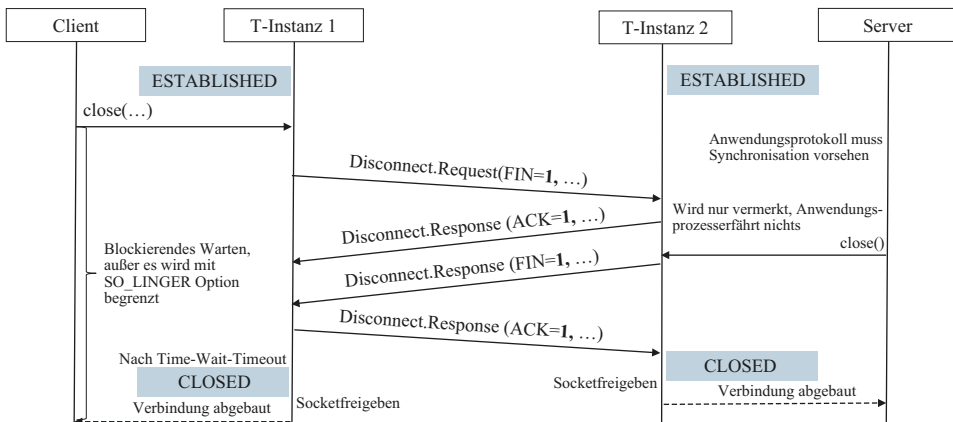 Client
T-Instanz 1
T-Instanz 2
Server
ESTABLISHED
ESTABLISHED
close(…)
Anwendungsprotokoll muss
Synchronisation vorsehen
Disconnect.Request(FIN=1, …)
Disconnect.Response (ACK=1, …)
Wird nur vermerkt, Anwendungs-
prozesserfährt nichts
close()
Blockierendes Warten,
außer es wird mit
SO_LINGER Option
begrenzt
Disconnect.Response (FIN=1, …)
Disconnect.Response (ACK=1, …)
Nach Time-Wait-Timeout
CLOSED
CLOSED
Socketfreigeben
Verbindung abgebaut
Verbindung abgebaut
Socketfreigeben